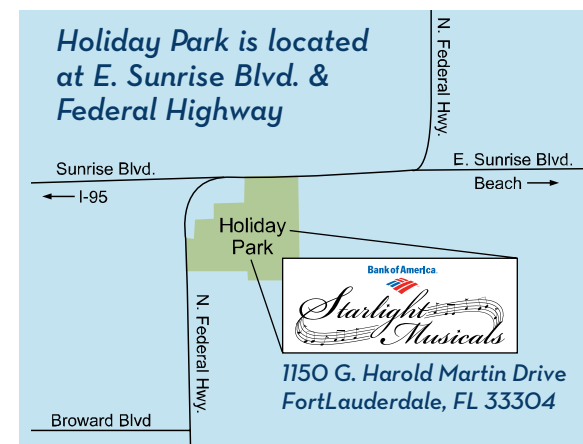 Holiday Park is located
at E. Sunrise Blvd. &
Federal Highway
N. Federal Hwy.
Sunrise Blvd.
E. Sunrise Blvd.
← I-95
Beach →
Holiday
Park
Bank of America
Starlight
Musicals
N. Federal Hwy.
1150 G. Harold Martin Drive
FortLauderdale, FL 33304
Broward Blvd